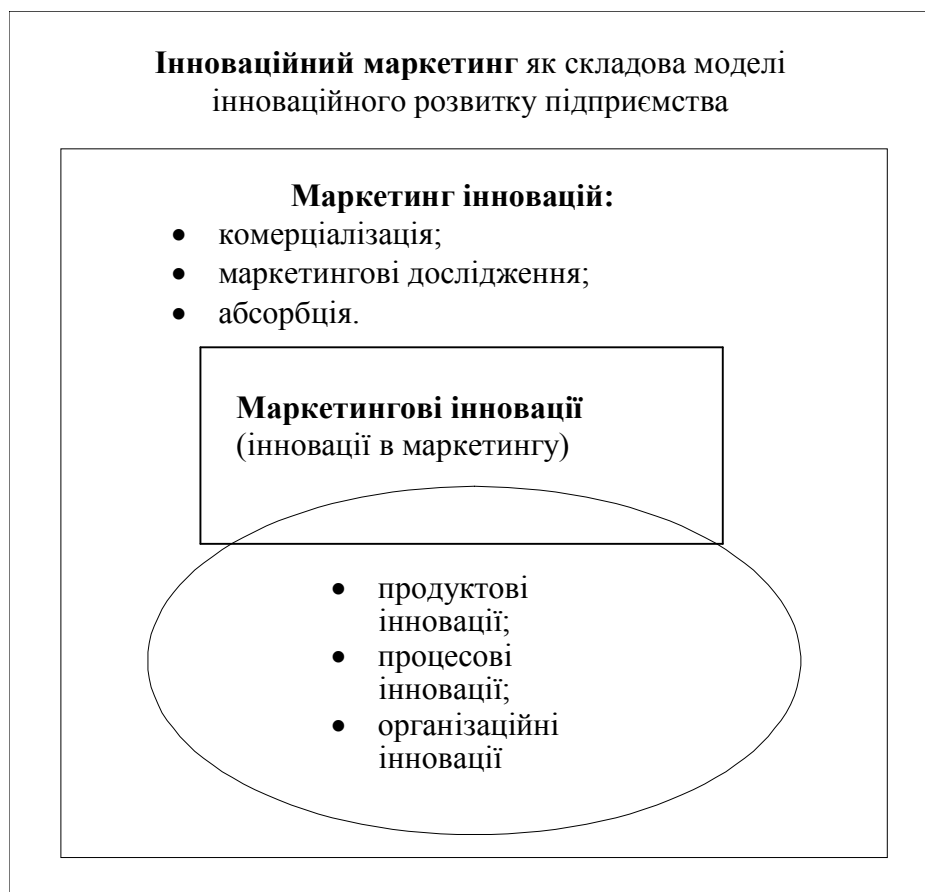 Інноваційний маркетинг як складова моделі
інноваційного розвитку підприємства
Маркетинг інновацій:
• комерціалізація;
• маркетингові дослідження;
• абсорбція.
Маркетингові інновації
(інновації в маркетингу)
• продуктові
інновації;
• процесові
інновації;
• організаційні
інновації